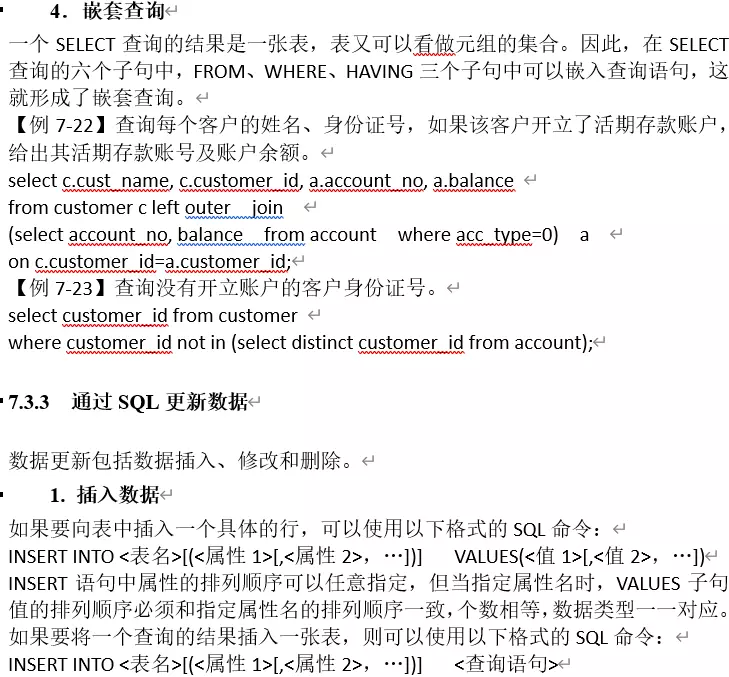 4．嵌套查询
一个 SELECT 查询的结果是一张表，表又可以看做元组的集合。因此，在 SELECT
查询的六个子句中，FROM、WHERE、HAVING 三个子句中可以嵌入查询语句，这
就形成了嵌套查询。
【例 7-22】查询每个客户的姓名、身份证号，如果该客户开立了活期存款账户，
给出其活期存款账号及账户余额。
select c.cust_name, c.customer_id, a.account_no, a.balance
from customer c left outer join
(select account_no, balance from account where acc_type=0) a
on c.customer_id=a.customer_id;
【例 7-23】查询没有开立账户的客户身份证号。
select customer_id from customer
where customer_id not in (select distinct customer_id from account);
7.3.3 通过 SQL 更新数据
数据更新包括数据插入、修改和删除。
1. 插入数据
如果要向表中插入一个具体的行，可以使用以下格式的 SQL 命令：
INSERT INTO <表名>[(<属性 1>[,<属性 2>，…])] VALUES(<值 1>[,<值 2>，…])
INSERT 语句中属性的排列顺序可以任意指定，但当指定属性名时，VALUES 子句
值的排列顺序必须和指定属性名的排列顺序一致，个数相等，数据类型一一对应。
如果要将一个查询的结果插入一张表，则可以使用以下格式的 SQL 命令：
INSERT INTO <表名>[(<属性 1>[,<属性 2>，…])] <查询语句>